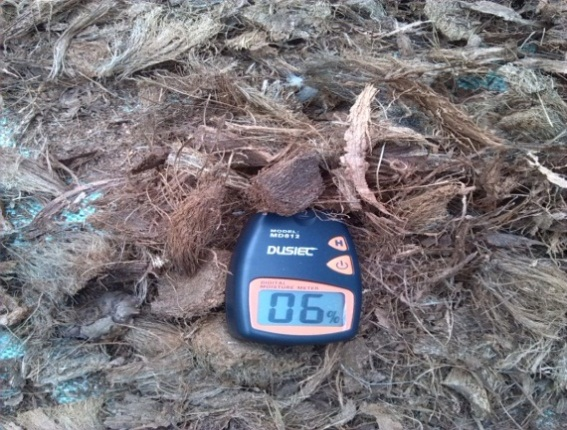 MODEL:
MD812
DUSIEC
H
DIGITAL
MOISTURE METER
06%